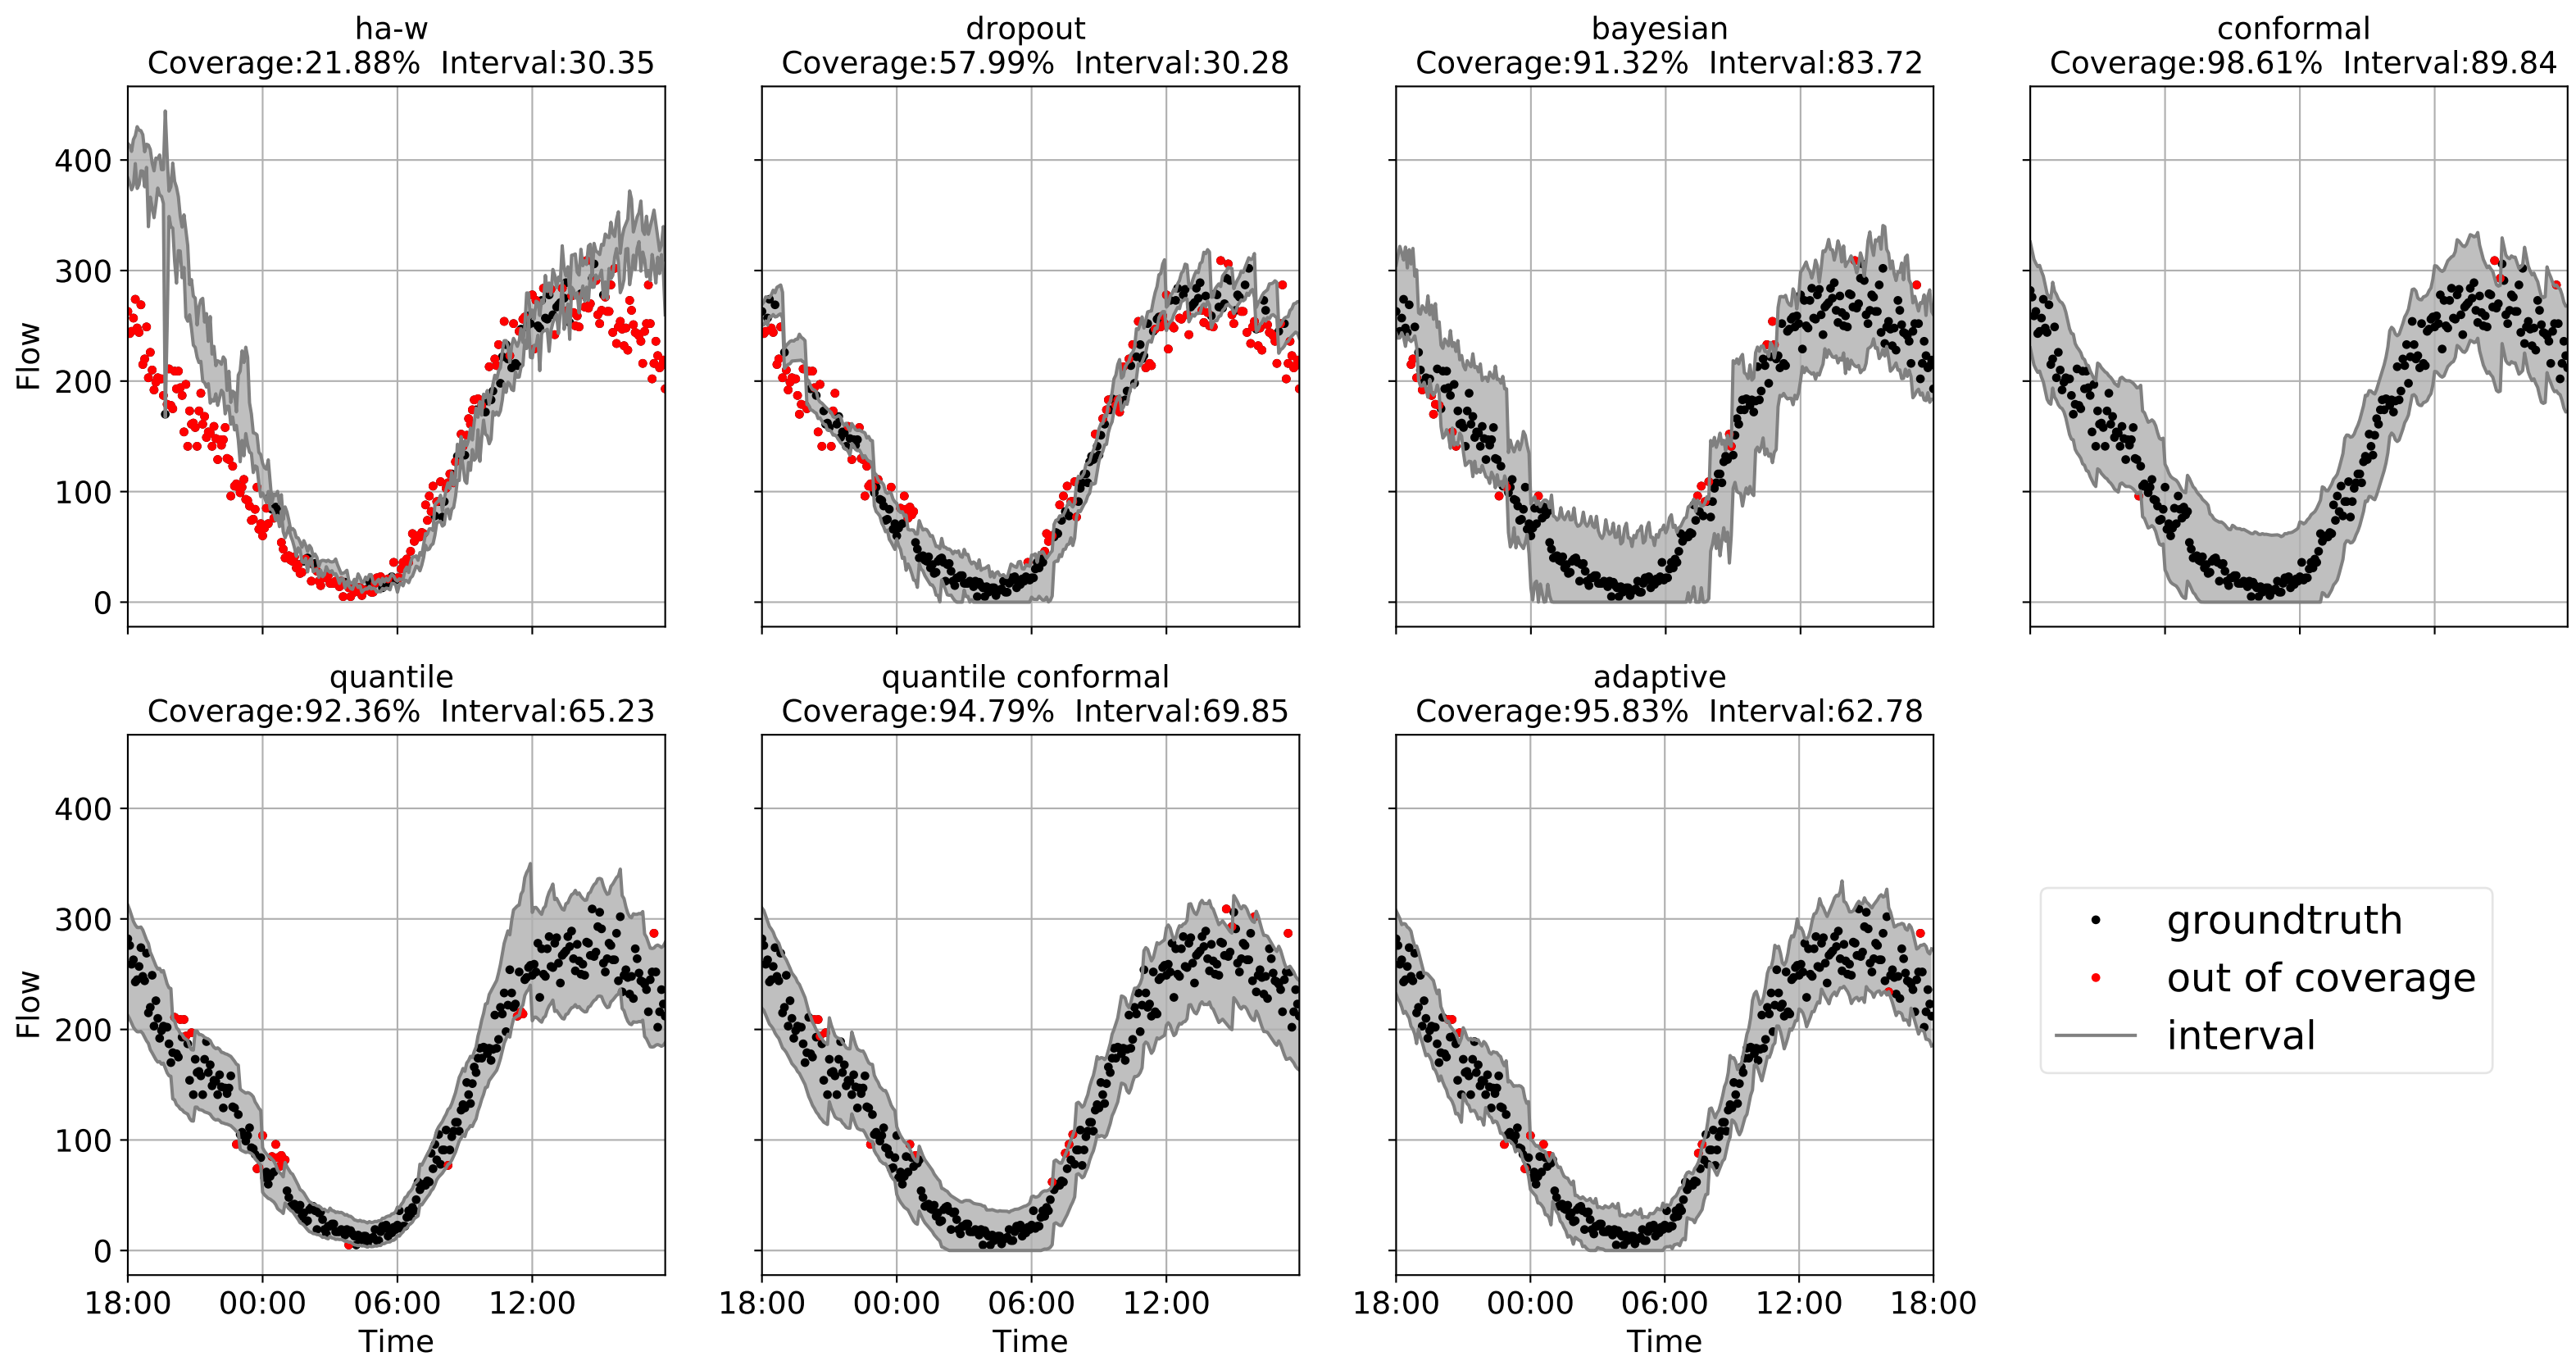 ha-w
Coverage:21.88% Interval:30.35
dropout
Coverage:57.99% Interval:30.28
bayesian
Coverage:91.32% Interval:83.72
conformal
Coverage:98.61% Interval:89.84
400
300
200
100
0
Flow
quantile
Coverage:92.36% Interval:65.23
quantile conformal
Coverage:94.79% Interval:69.85
adaptive
Coverage:95.83% Interval:62.78
400
300
200
100
0
Flow
18:00 00:00 06:00 12:00
Time
18:00 00:00 06:00 12:00
Time
18:00 00:00 06:00 12:00 18:00
Time
groundtruth
out of coverage
interval